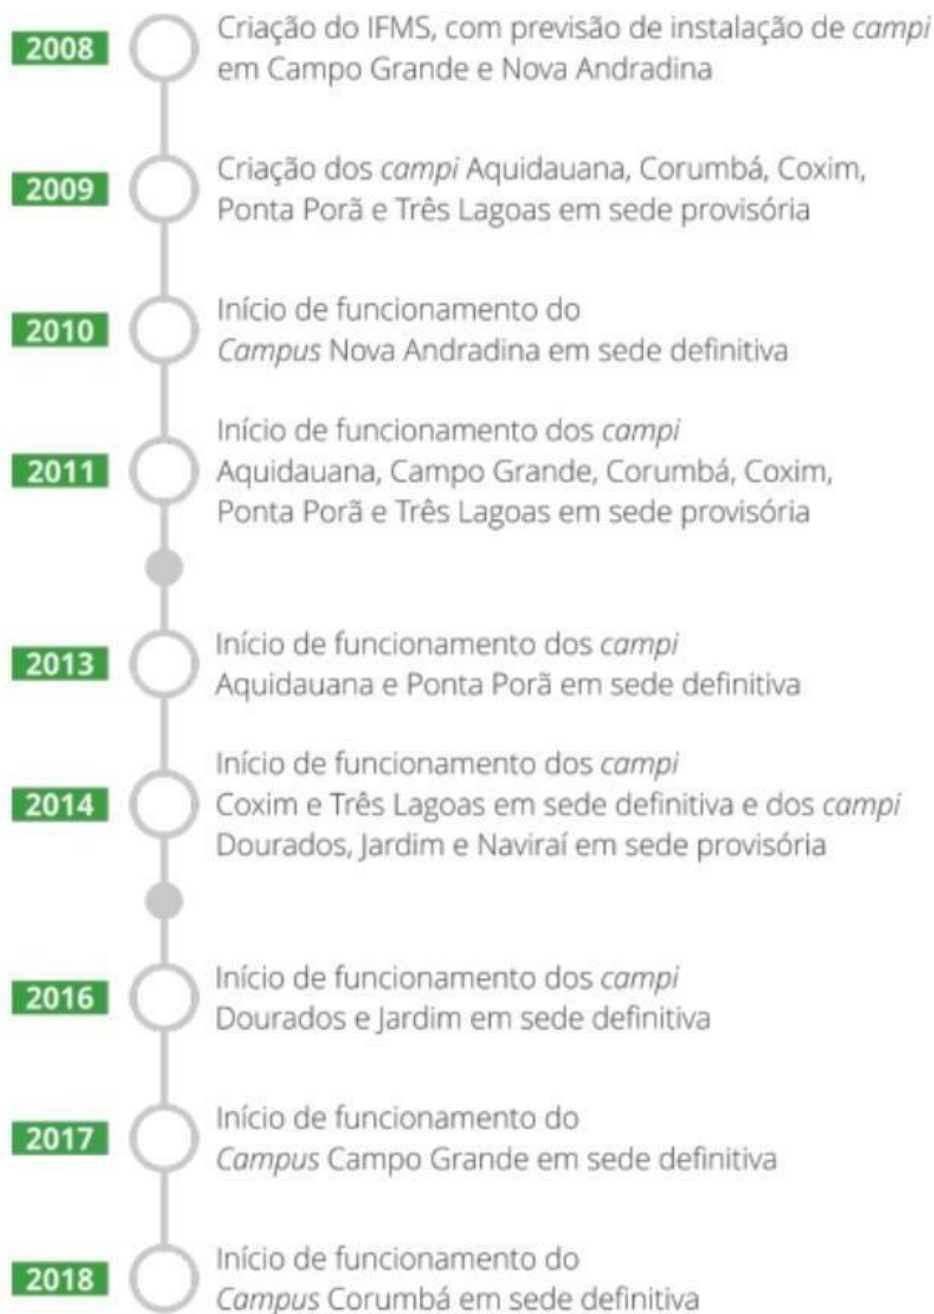 2008
Criação do IFMS, com previsão de instalação de campi
em Campo Grande e Nova Andradina
2009
Criação dos campi Aquidauana, Corumbá, Coxim,
Ponta Porã e Três Lagoas em sede provisória
2010
Início de funcionamento do
Campus Nova Andradina em sede definitiva
2011
Início de funcionamento dos campi
Aquidauana, Campo Grande, Corumbá, Coxim,
Ponta Porã e Três Lagoas em sede provisória
2013
Início de funcionamento dos campi
Aquidauana e Ponta Porã em sede definitiva
2014
Início de funcionamento dos campi
Coxim e Três Lagoas em sede definitiva e dos campi
Dourados, Jardim e Naviraí em sede provisória
2016
Início de funcionamento dos campi
Dourados e Jardim em sede definitiva
2017
Início de funcionamento do
Campus Campo Grande em sede definitiva
2018
Início de funcionamento do
Campus Corumbá em sede definitiva